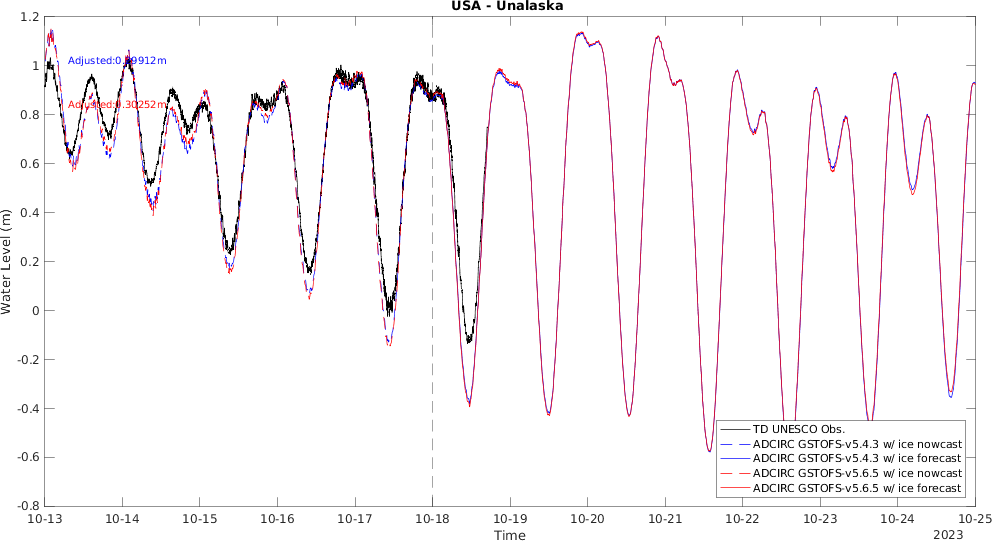 USA - Unalaska
1.2
1
0.8
0.6
0.4
0.2
0
-0.2
-0.4
-0.6
-0.8
Water Level (m)
Adjusted:0.29912m
Adjusted:0.30252m
TD UNESCO Obs.
ADCIRC GSTOFS-v5.4.3 w/ ice nowcast
ADCIRC GSTOFS-v5.4.3 w/ ice forecast
ADCIRC GSTOFS-v5.6.5 w/ ice nowcast
ADCIRC GSTOFS-v5.6.5 w/ ice forecast
10-13 10-14 10-15 10-16 10-17 10-18 10-19 10-20 10-21 10-22 10-23 10-24 10-25
Time
2023